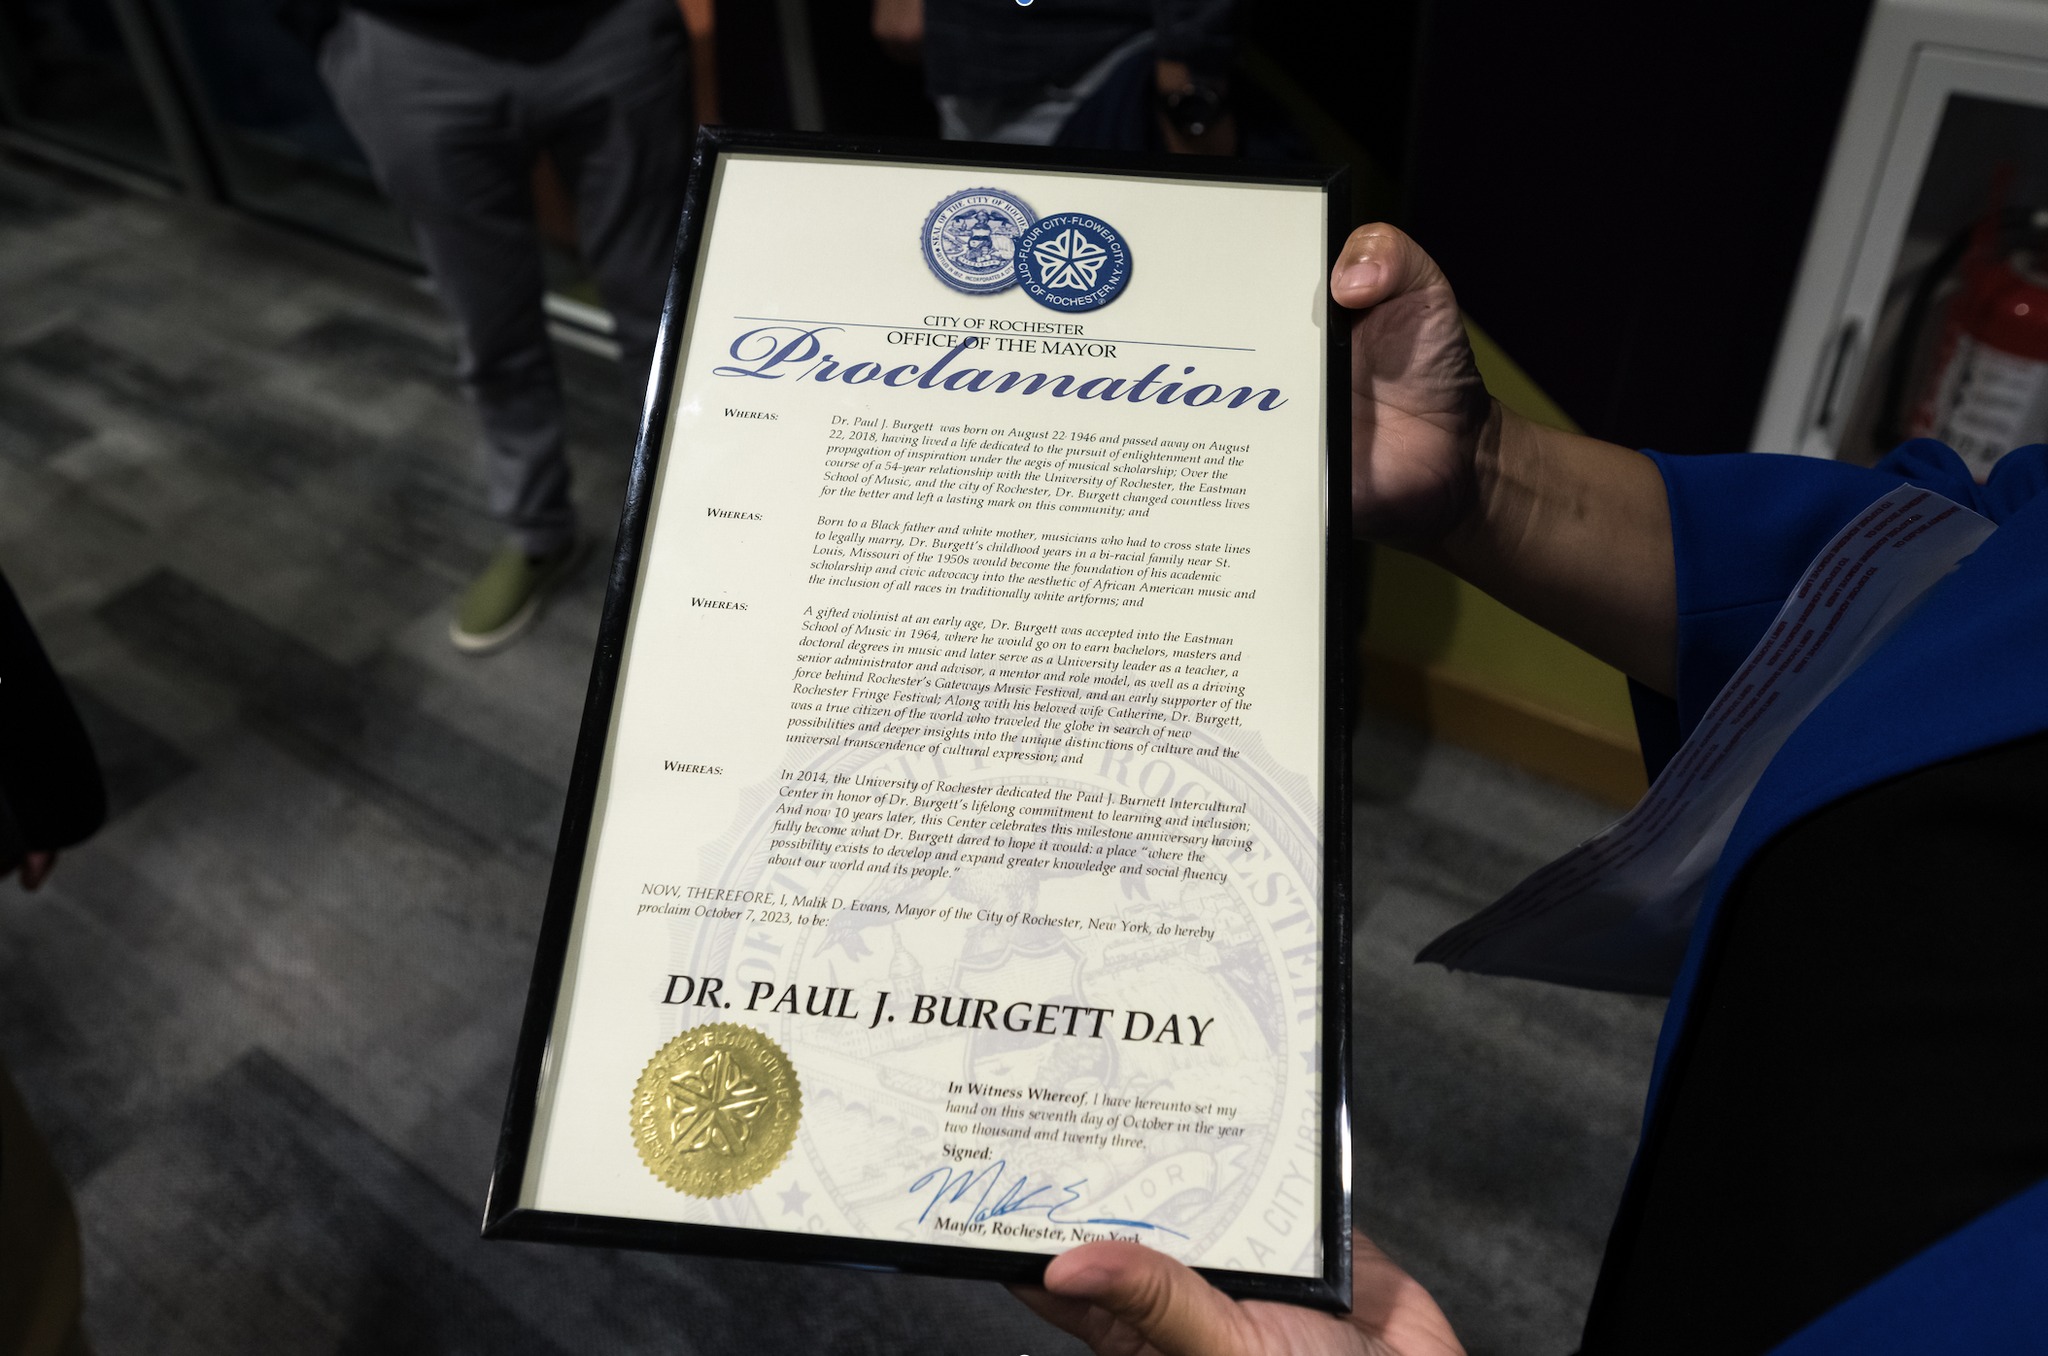 SEAL OF THE CITY OF ROCHE
SETTLED IN 1812 INCORPORATED A CI
FLOUR CITY-FLOWER CITY
CITY OF ROCHESTER, N.Y.
CITY OF ROCHESTER
OFFICE OF THE MAYOR
Proclamation
WHEREAS: Dr. Paul J. Burgett was born on August 22 1946 and passed away on August
22, 2018, having lived a life dedicated to the pursuit of enlightenment and the
propagation of inspiration under the aegis of musical scholarship; Over the
course of a 54-year relationship with the University of Rochester, the Eastman
School of Music, and the city of Rochester, Dr. Burgett changed countless lives
for the better and left a lasting mark on this community; and
WHEREAS: Born to a Black father and white mother, musicians who had to cross state lines
to legally marry, Dr. Burgett's childhood years in a bi-racial family near St.
Louis, Missouri of the 1950s would become the foundation of his academic
scholarship and civic advocacy into the aesthetic of African American music and
the inclusion of all races in traditionally white artforms; and
WHEREAS: A gifted violinist at an early age, Dr. Burgett was accepted into the Eastman
School of Music in 1964, where he would go on to earn bachelors, masters and
doctoral degrees in music and later serve as a University leader as a teacher, a
senior administrator and advisor, a mentor and role model, as well as a driving
force behind Rochester's Gateways Music Festival, and an early supporter of the
Rochester Fringe Festival; Along with his beloved wife Catherine, Dr. Burgett,
was a true citizen of the world who traveled the globe in search of new
possibilities and deeper insights into the unique distinctions of culture and the
universal transcendence of cultural expression; and
WHEREAS: In 2014, the University of Rochester dedicated the Paul J. Burnett Intercultural
Center in honor of Dr. Burgett's lifelong commitment to learning and inclusion;
And now 10 years later, this Center celebrates this milestone anniversary having
fully become what Dr. Burgett dared to hope it would: a place "where the
possibility exists to develop and expand greater knowledge and social fluency
about our world and its people."
NOW, THEREFORE, I, Malik D. Evans, Mayor of the City of Rochester, New York, do hereby
proclaim October 7, 2023, to be:
DR. PAUL J. BURGETT DAY
In Witness Whereof, I have hereunto set my
hand on this seventh day of October in the year
two thousand and twenty three.
Signed:
Mayor, Rochester, New York